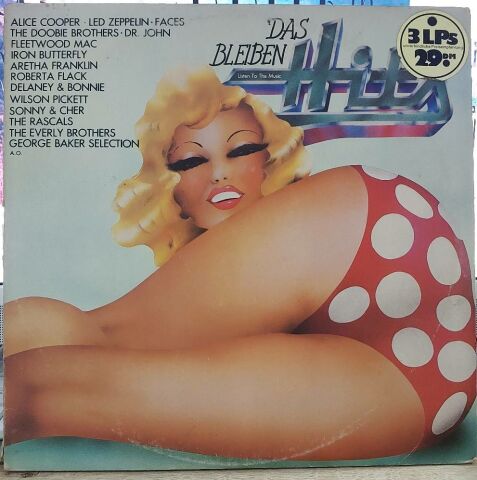 ALICE COOPER · LED ZEPPELIN · FACES
THE DOOBIE BROTHERS · DR. JOHN
FLEETWOOD MAC
IRON BUTTERFLY
ARETHA FRANKLIN
ROBERTA FLACK
DELANEY & BONNIE
WILSON PICKETT
SONNY & CHER
THE RASCALS
THE EVERLY BROTHERS
GEORGE BAKER SELECTION
A.O.
DAS
BLEIBEN
Listen To The Music
Hits
3 LPs
29 DM